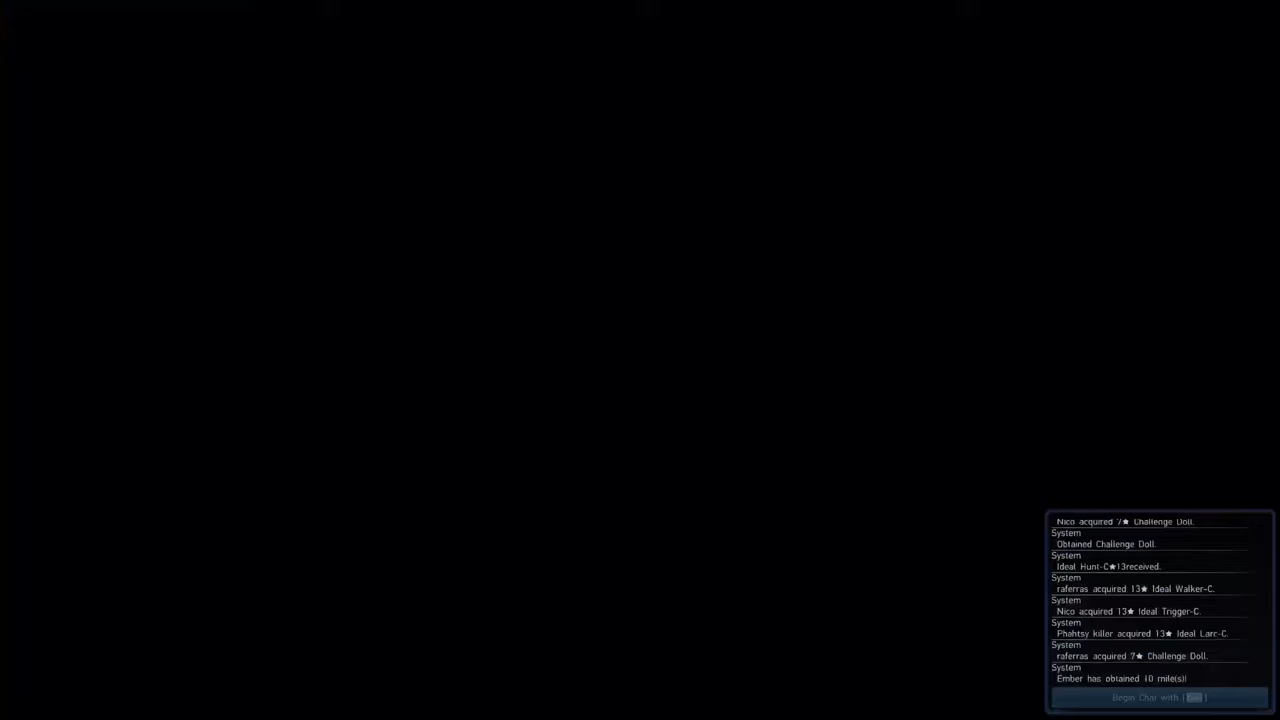 Nico acquired 7★ Challenge Doll.
System
Obtained Challenge Doll.
System
Ideal Hunt-C★13received.
System
raferras acquired 13★ Ideal Walker-C.
System
Nico acquired 13★ Ideal Trigger-C.
System
Phahtsy killer acquired 13★ Ideal Larc-C.
System
raferras acquired 7★ Challenge Doll.
System
Ember has obtained 10 mile(s)!
Begin Chat with [